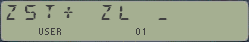 ZST÷ ZL _
USER 01